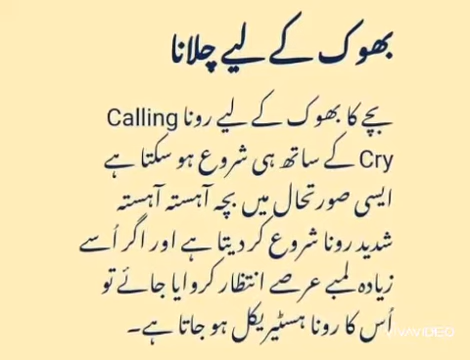 بھوک کے لیے چلانا
بچے کا بھوک کے لیے رونا Calling
Cry کے ساتھ ہی شروع ہو سکتا ہے
ایسی صورتحال میں بچہ آہستہ آہستہ
شدید رونا شروع کر دیتا ہے اور اگر اُسے
زیادہ لمبے عرصے انتظار کروایا جائے تو
اُس کا رونا ہسٹیریکل ہو جاتا ہے۔
VIVAVIDEO